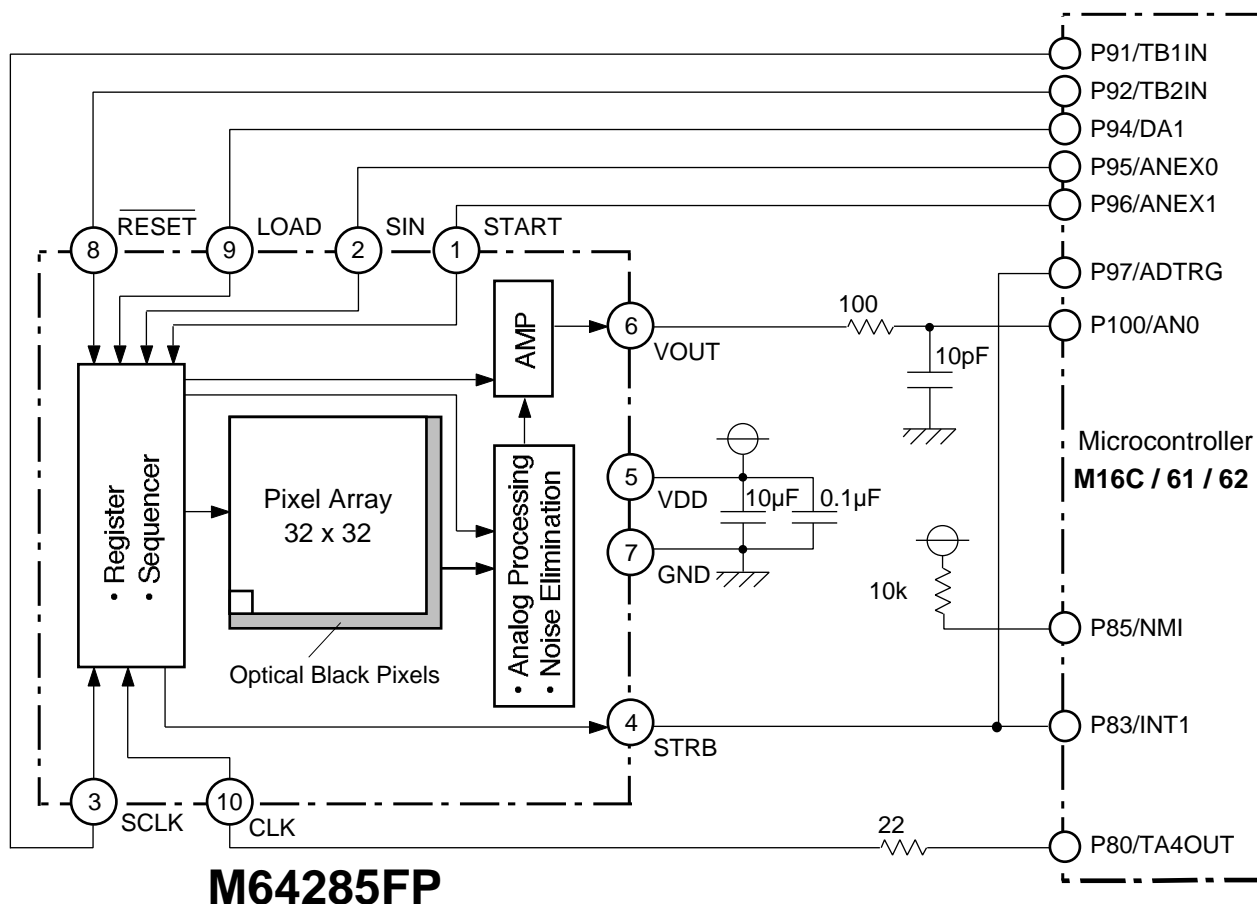 P91/TB1IN
P92/TB2IN
P94/DA1
P95/ANEX0
P96/ANEX1
RESET
LOAD
SIN
START
8
9
2
1
P97/ADTRG
AMP
6
VOUT
100
P100/AN0
10pF
• Register
• Sequencer
Pixel Array
32 x 32
Optical Black Pixels
• Analog Processing
• Noise Elimination
5
VDD
10µF
0.1µF
7
GND
Microcontroller
M16C / 61 / 62
10k
P85/NMI
4
STRB
P83/INT1
3
SCLK
10
CLK
22
P80/TA4OUT
M64285FP